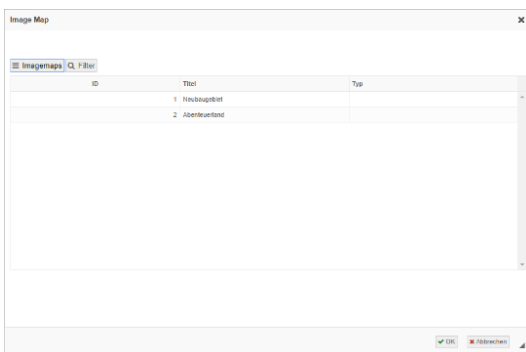 Image Map
Imagemaps Filter
ID Titel Typ
1 Neubaugebiet
2 Abenteuerland
OK Abbrechen